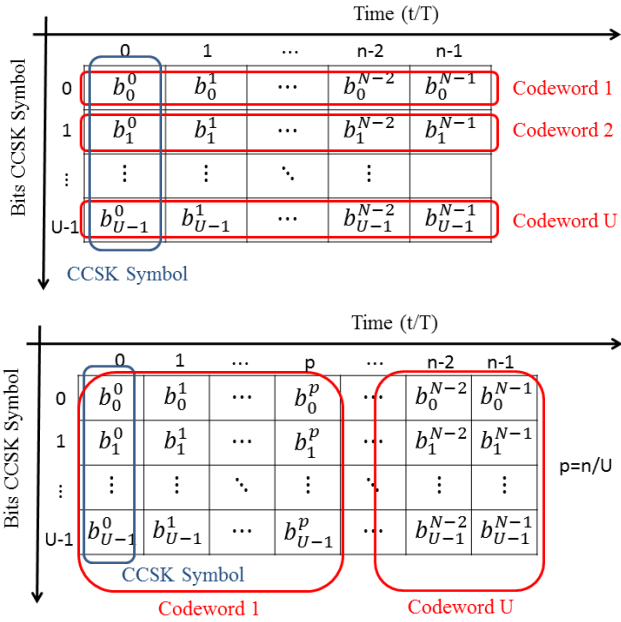 Time (t/T)
0 1 ⋯ n-2 n-1
Bits CCSK Symbol
0 b_0^0 b_0^1 ⋯ b_0^{N-2} b_0^{N-1} Codeword 1
1 b_1^0 b_1^1 ⋯ b_1^{N-2} b_1^{N-1} Codeword 2
⋮ ⋮ ⋮ ⋱ ⋮
U-1 b_{U-1}^0 b_{U-1}^1 ⋯ b_{U-1}^{N-2} b_{U-1}^{N-1} Codeword U
CCSK Symbol
Time (t/T)
0 1 ⋯ p ⋯ n-2 n-1
Bits CCSK Symbol
0 b_0^0 b_0^1 ⋯ b_0^p ⋯ b_0^{N-2} b_0^{N-1}
1 b_1^0 b_1^1 ⋯ b_1^p ⋯ b_1^{N-2} b_1^{N-1}
⋮ ⋮ ⋮ ⋱ ⋮ ⋱ ⋮ ⋮
p=n/U
U-1 b_{U-1}^0 b_{U-1}^1 ⋯ b_{U-1}^p ⋯ b_{U-1}^{N-2} b_{U-1}^{N-1}
CCSK Symbol
Codeword 1 Codeword U